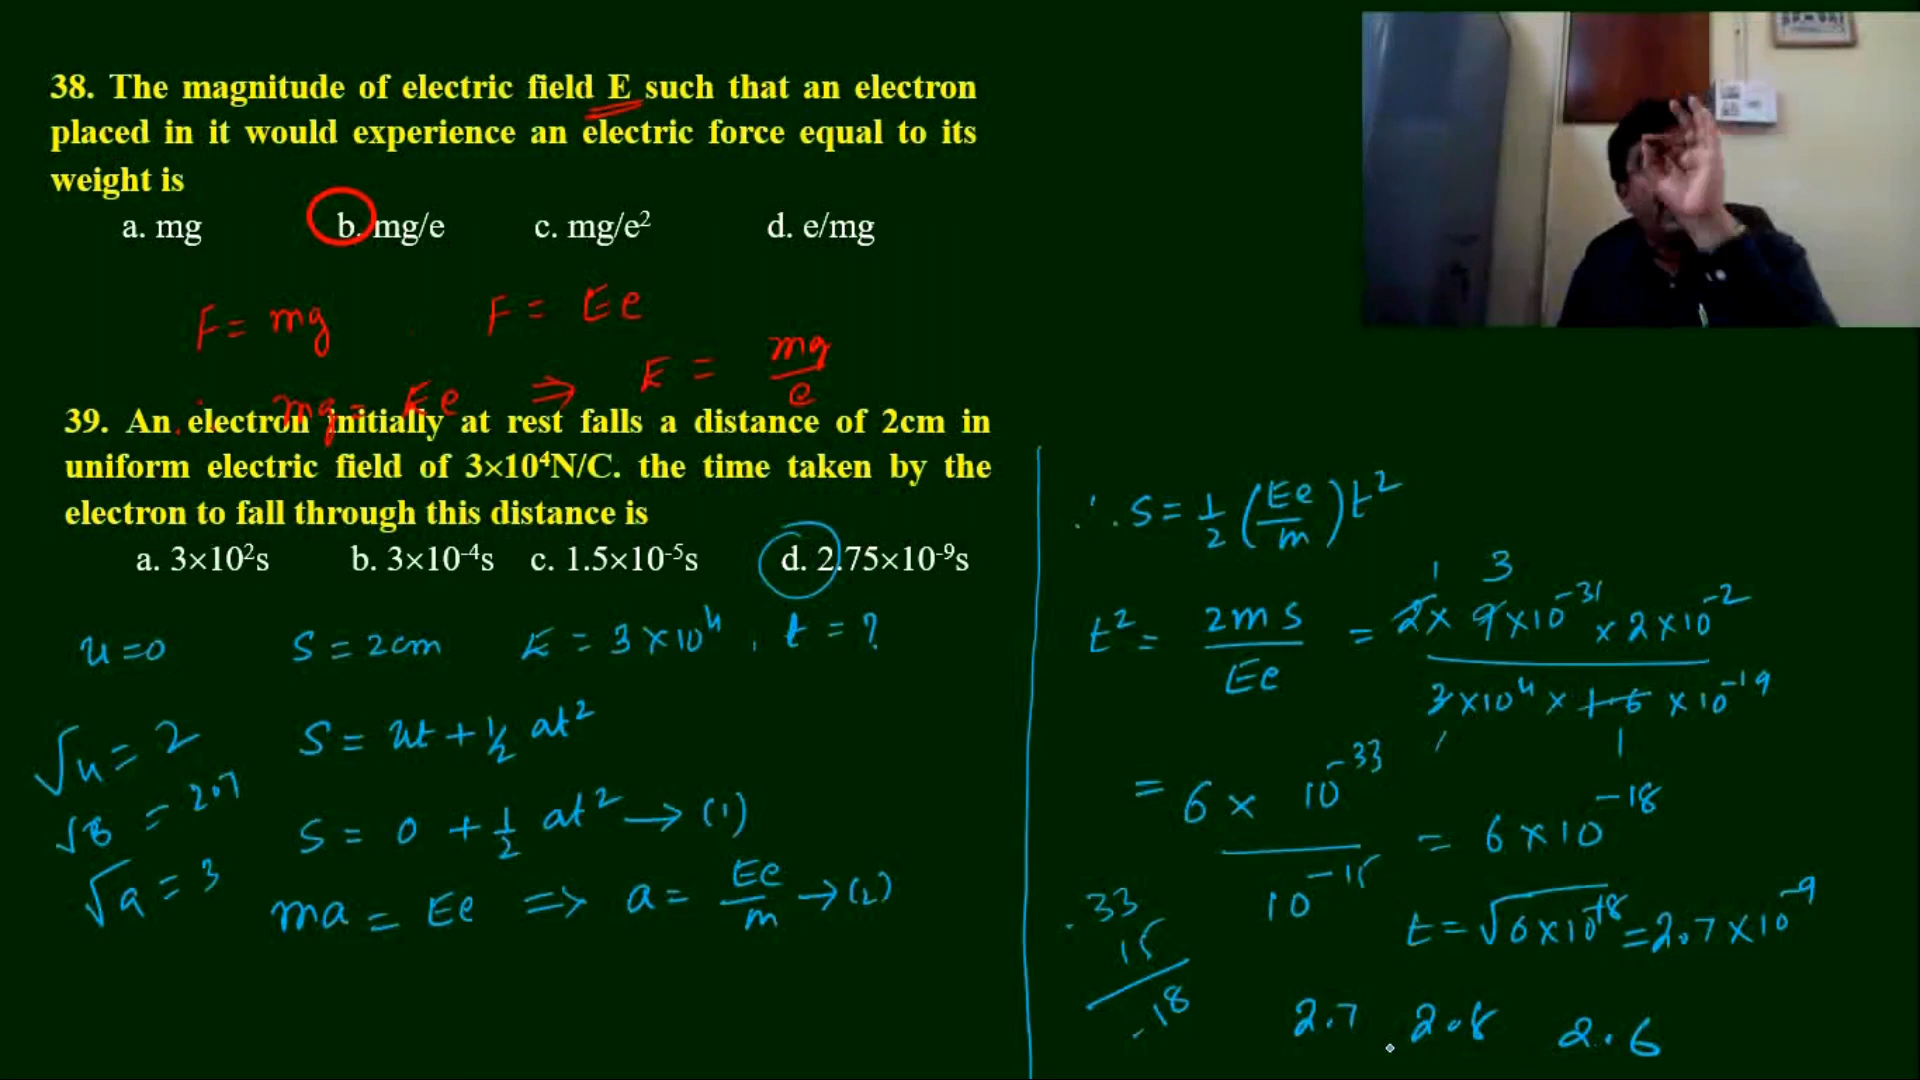 38. The magnitude of electric field E such that an electron
placed in it would experience an electric force equal to its
weight is
a. mg b. mg/e c. mg/e² d. e/mg
F = mg F = Ee
mg = Ee ⇒ E = mg/e
39. An electron initially at rest falls a distance of 2cm in
uniform electric field of 3×10⁴N/C. the time taken by the
electron to fall through this distance is
a. 3×10²s b. 3×10⁻⁴s c. 1.5×10⁻⁵s d. 2.75×10⁻⁹s
u = 0 S = 2cm E = 3×10⁴, t = ?
√4 = 2 S = ut + ½ at²
√8 = 2.7 S = 0 + ½ at² → (1)
√9 = 3 ma = Ee ⇒ a = Ee/m → (2)
∴ S = ½ (Ee/m) t²
1 3
t² = 2ms/Ee = 2×9×10⁻³¹×2×10⁻²/3×10⁴×1.6×10⁻¹⁹
1 1
= 6×10⁻³³/10⁻¹⁵ = 6×10⁻¹⁸
-33
15
-18
t = √6×10⁻¹⁸ = 2.7×10⁻⁹
2.7 2.8 2.6